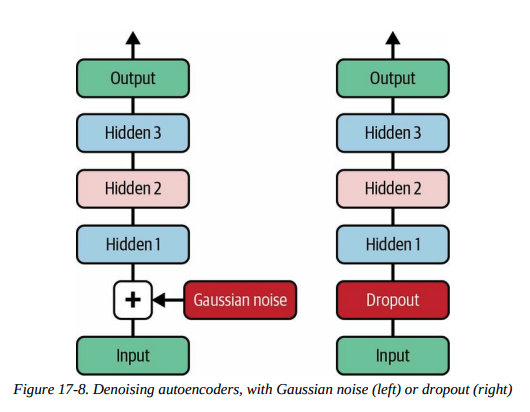 Output
Hidden 3
Hidden 2
Hidden 1
+
Gaussian noise
Input
Output
Hidden 3
Hidden 2
Hidden 1
Dropout
Input
Figure 17-8. Denoising autoencoders, with Gaussian noise (left) or dropout (right)